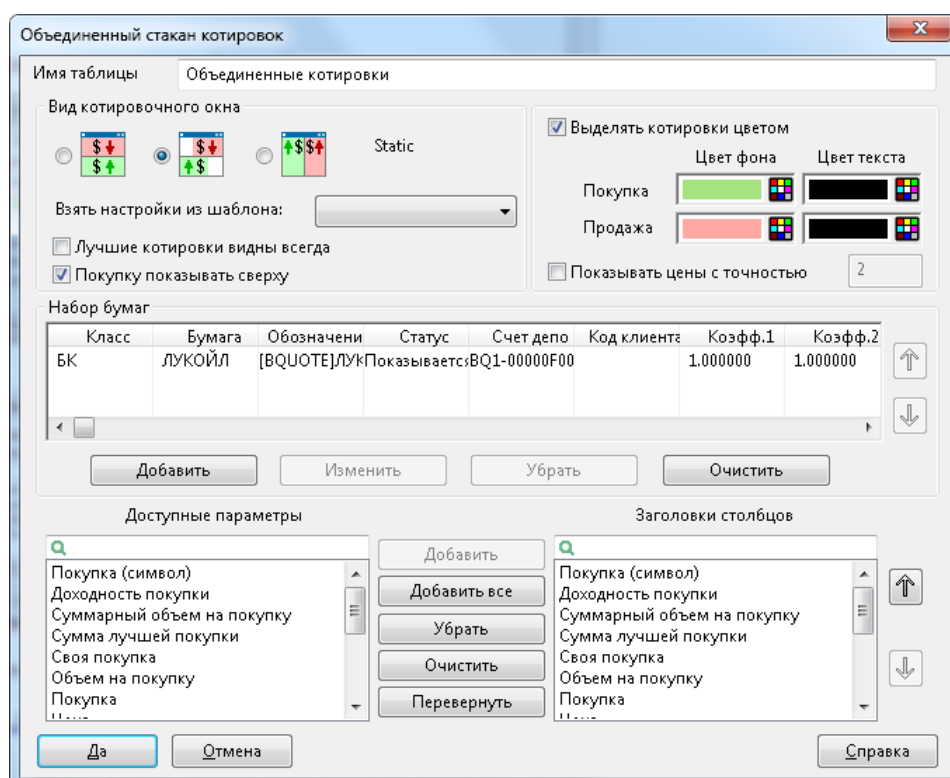 Объединенный стакан котировок
Имя таблицы Объединенные котировки
Вид котировочного окна
Static
Взять настройки из шаблона:
Лучшие котировки видны всегда
Покупку показывать сверху
Выделять котировки цветом
Цвет фона Цвет текста
Покупка
Продажа
Показывать цены с точностью 2
Набор бумаг
Класс Бумага Обозначени Статус Счет депо Код клиента Коэфф.1 Коэфф.2
БК ЛУКОЙЛ [BQUOTE]ЛУК Показывается BQ1-00000F00 1.000000 1.000000
Добавить Изменить Убрать Очистить
Доступные параметры
Покупка (символ)
Доходность покупки
Суммарный объем на покупку
Сумма лучшей покупки
Своя покупка
Объем на покупку
Покупка
Добавить
Добавить все
Убрать
Очистить
Перевернуть
Заголовки столбцов
Покупка (символ)
Доходность покупки
Суммарный объем на покупку
Сумма лучшей покупки
Своя покупка
Объем на покупку
Покупка
Да Отмена Справка